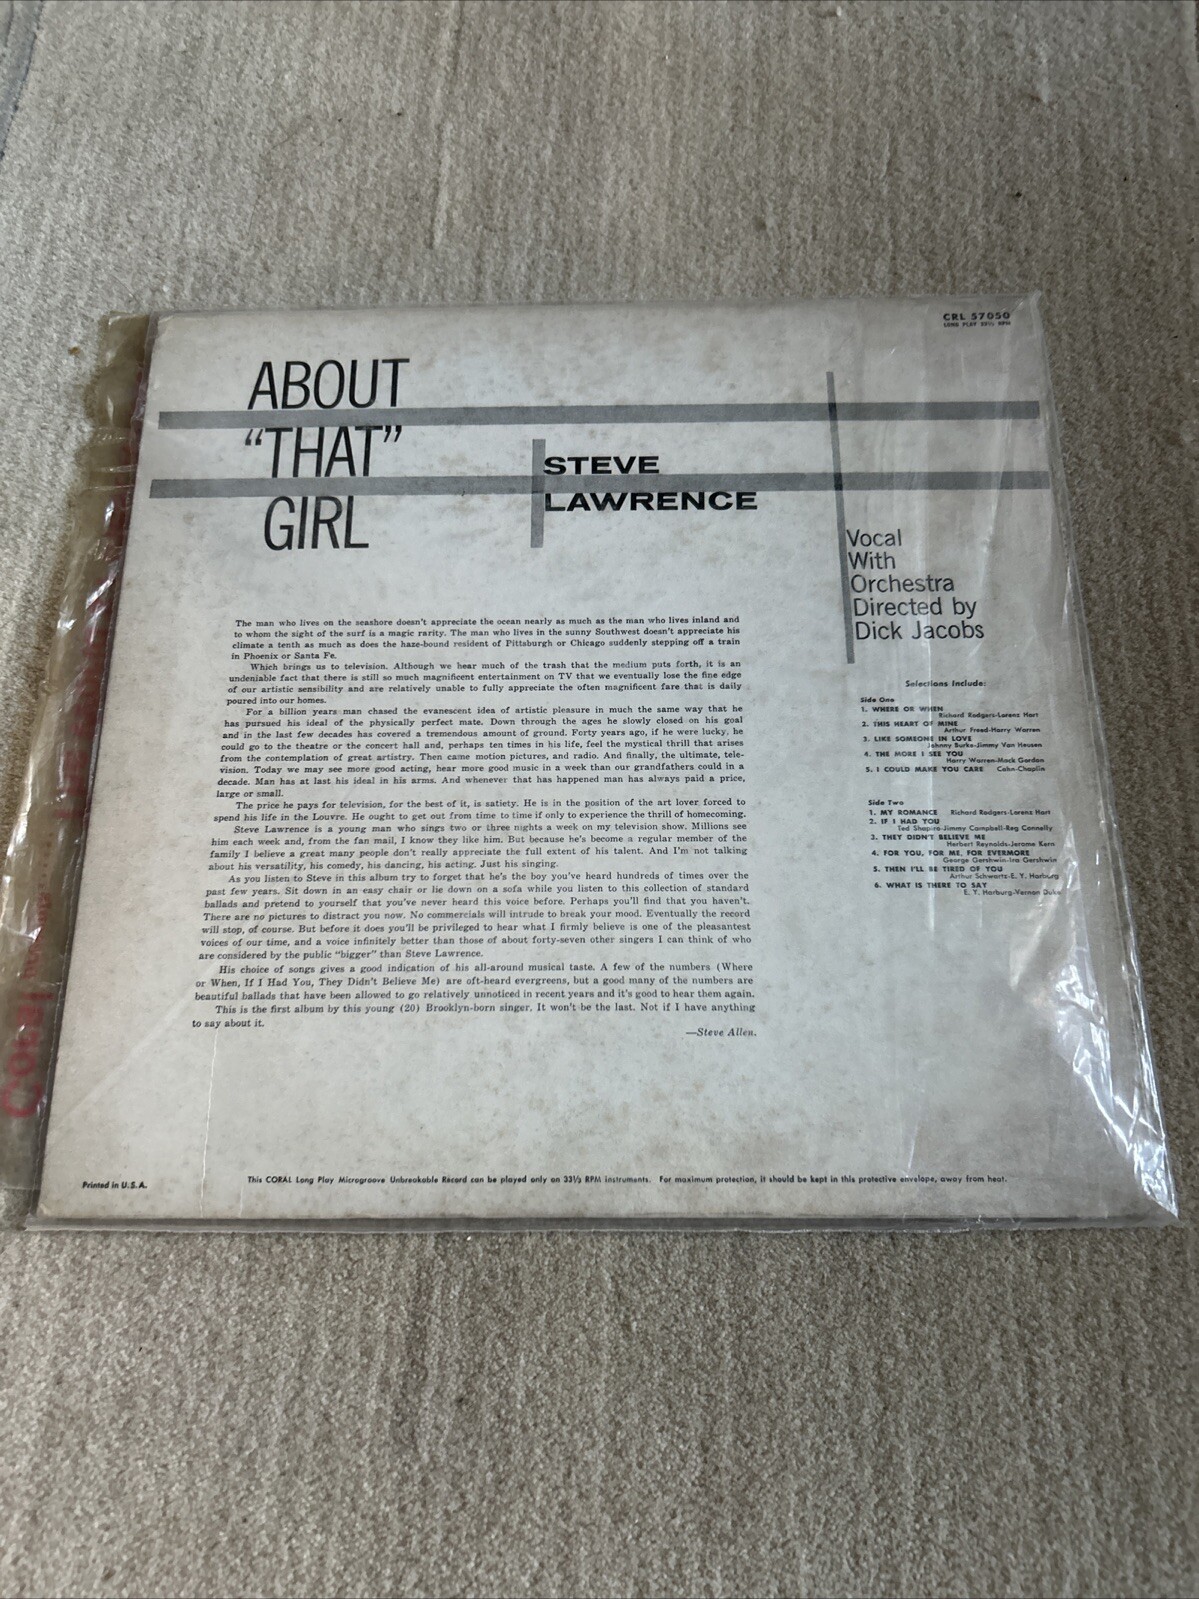 CRL 57050
LONG PLAY 33⅓ RPM
ABOUT
“THAT”
GIRL
STEVE
LAWRENCE
Vocal
With
Orchestra
Directed by
Dick Jacobs
The man who lives on the seashore doesn't appreciate the ocean nearly as much as the man who lives inland and
to whom the sight of the surf is a magic rarity. The man who lives in the sunny Southwest doesn't appreciate his
climate a tenth as much as does the haze-bound resident of Pittsburgh or Chicago suddenly stepping off a train
in Phoenix or Santa Fe.
Which brings us to television. Although we hear much of the trash that the medium puts forth, it is an
undeniable fact that there is still so much magnificent entertainment on TV that we eventually lose the fine edge
of our artistic sensibility and are relatively unable to fully appreciate the often magnificent fare that is daily
poured into our homes.
For a billion years man chased the evanescent idea of artistic pleasure in much the same way that he
has pursued his ideal of the physically perfect mate. Down through the ages he slowly closed on his goal
and in the last few decades has covered a tremendous amount of ground. Forty years ago, if he were lucky, he
could go to the theatre or the concert hall and, perhaps ten times in his life, feel the mystical thrill that arises
from the contemplation of great artistry. Then came motion pictures, and radio. And finally, the ultimate, tele-
vision. Today we may see more good acting, hear more good music in a week than our grandfathers could in a
decade. Man has at last his ideal in his arms. And whenever that has happened man has always paid a price,
large or small.
The price he pays for television, for the best of it, is satiety. He is in the position of the art lover forced to
spend his life in the Louvre. He ought to get out from time to time if only to experience the thrill of homecoming.
Steve Lawrence is a young man who sings two or three nights a week on my television show. Millions see
him each week and, from the fan mail, I know they like him. But because he's become a regular member of the
family I believe a great many people don't really appreciate the full extent of his talent. And I'm not talking
about his versatility, his comedy, his dancing, his acting. Just his singing.
As you listen to Steve in this album try to forget that he's the boy you've heard hundreds of times over the
past few years. Sit down in an easy chair or lie down on a sofa while you listen to this collection of standard
ballads and pretend to yourself that you've never heard this voice before. Perhaps you'll find that you haven't.
There are no pictures to distract you now. No commercials will intrude to break your mood. Eventually the record
will stop, of course. But before it does you'll be privileged to hear what I firmly believe is one of the pleasantest
voices of our time, and a voice infinitely better than those of about forty-seven other singers I can think of who
are considered by the public “bigger” than Steve Lawrence.
His choice of songs gives a good indication of his all-around musical taste. A few of the numbers (Where
or When, If I Had You, They Didn't Believe Me) are oft-heard evergreens, but a good many of the numbers are
beautiful ballads that have been allowed to go relatively unnoticed in recent years and it's good to hear them again.
This is the first album by this young (20) Brooklyn-born singer. It won't be the last. Not if I have anything
to say about it.
—Steve Allen.
Selections Include:
Side One
1. WHERE OR WHEN
Richard Rodgers-Lorenz Hart
2. THIS HEART OF MINE
Arthur Freed-Harry Warren
3. LIKE SOMEONE IN LOVE
Johnny Burke-Jimmy Van Heusen
4. THE MORE I SEE YOU
Harry Warren-Mack Gordon
5. I COULD MAKE YOU CARE Cahn-Chaplin
Side Two
1. MY ROMANCE Richard Rodgers-Lorenz Hart
2. IF I HAD YOU
Ted Shapiro-Jimmy Campbell-Reg Connelly
3. THEY DIDN'T BELIEVE ME
Herbert Reynolds-Jerome Kern
4. FOR YOU, FOR ME, FOR EVERMORE
George Gershwin-Ira Gershwin
5. THEN I'LL BE TIRED OF YOU
Arthur Schwartz-E. Y. Harburg
6. WHAT IS THERE TO SAY
E. Y. Harburg-Vernon Duke
Printed in U.S.A.
This CORAL Long Play Microgroove Unbreakable Record can be played only on 33⅓ RPM instruments. For maximum protection, it should be kept in this protective envelope, away from heat.